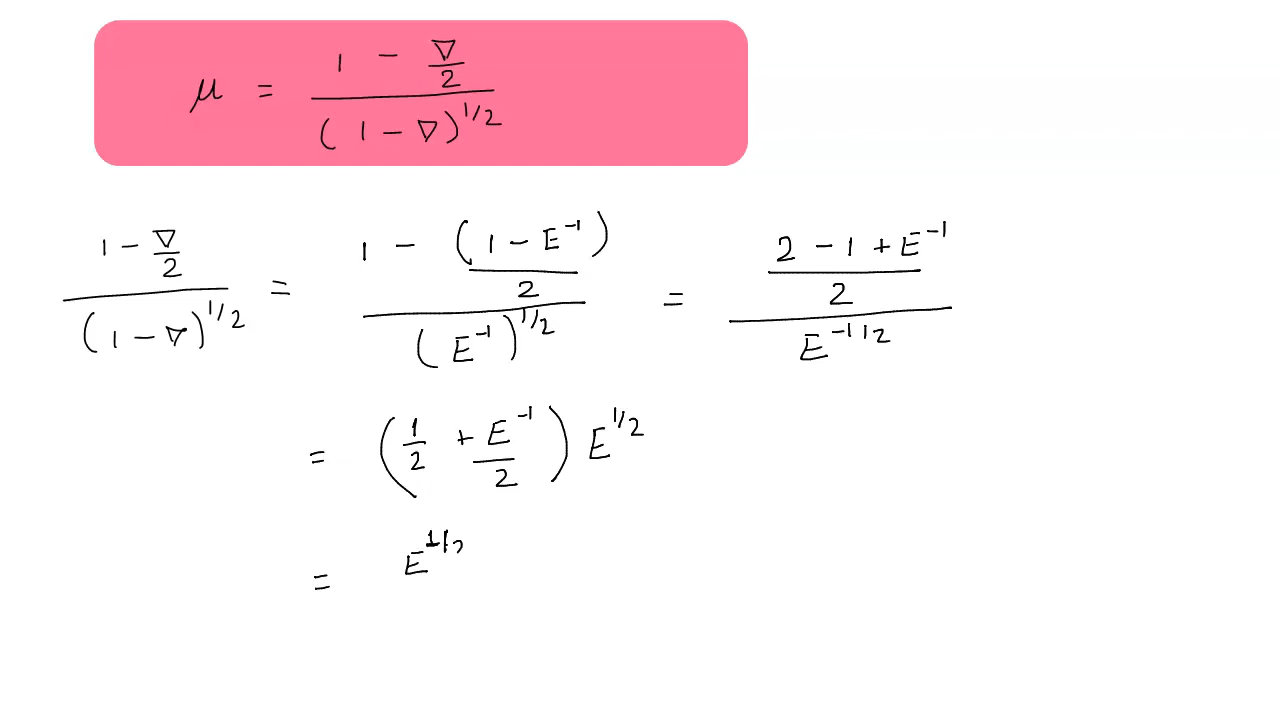 μ = (1 - ∇/2) / (1 - ∇)^1/2
(1 - ∇/2) / (1 - ∇)^1/2 = (1 - (1 - E^-1)/2) / (E^-1)^1/2 = ((2 - 1 + E^-1)/2) / E^-1/2
= (1/2 + E^-1/2) E^1/2
= E^1/2